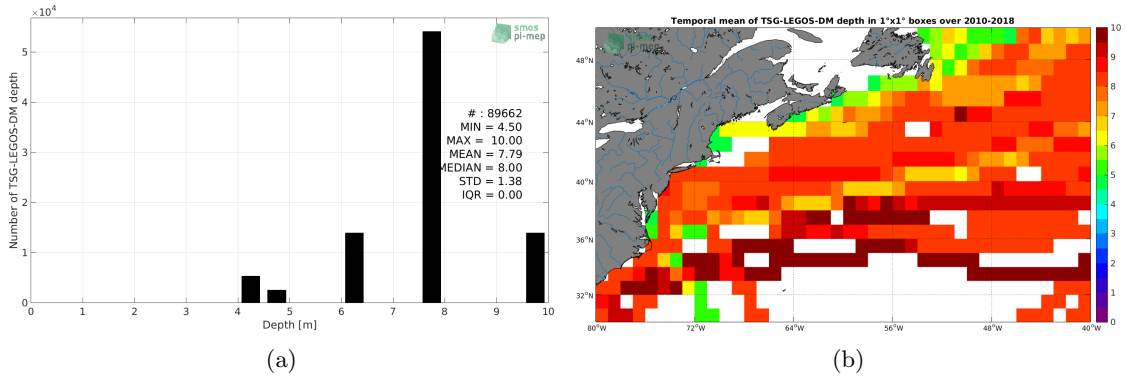 ×10⁴
5
4
3
2
1
0
Number of TSG-LEGOS-DM depth
smos
pi-mep
# : 89662
MIN = 4.50
MAX = 10.00
MEAN = 7.79
MEDIAN = 8.00
STD = 1.38
IQR = 0.00
0 1 2 3 4 5 6 7 8 9 10
Depth [m]
(a)
Temporal mean of TSG-LEGOS-DM depth in 1°x1° boxes over 2010-2018
smos
pi-mep
48°N
44°N
40°N
36°N
32°N
80°W 72°W 64°W 56°W 48°W 40°W
10
9
8
7
6
5
4
3
2
1
0
(b)